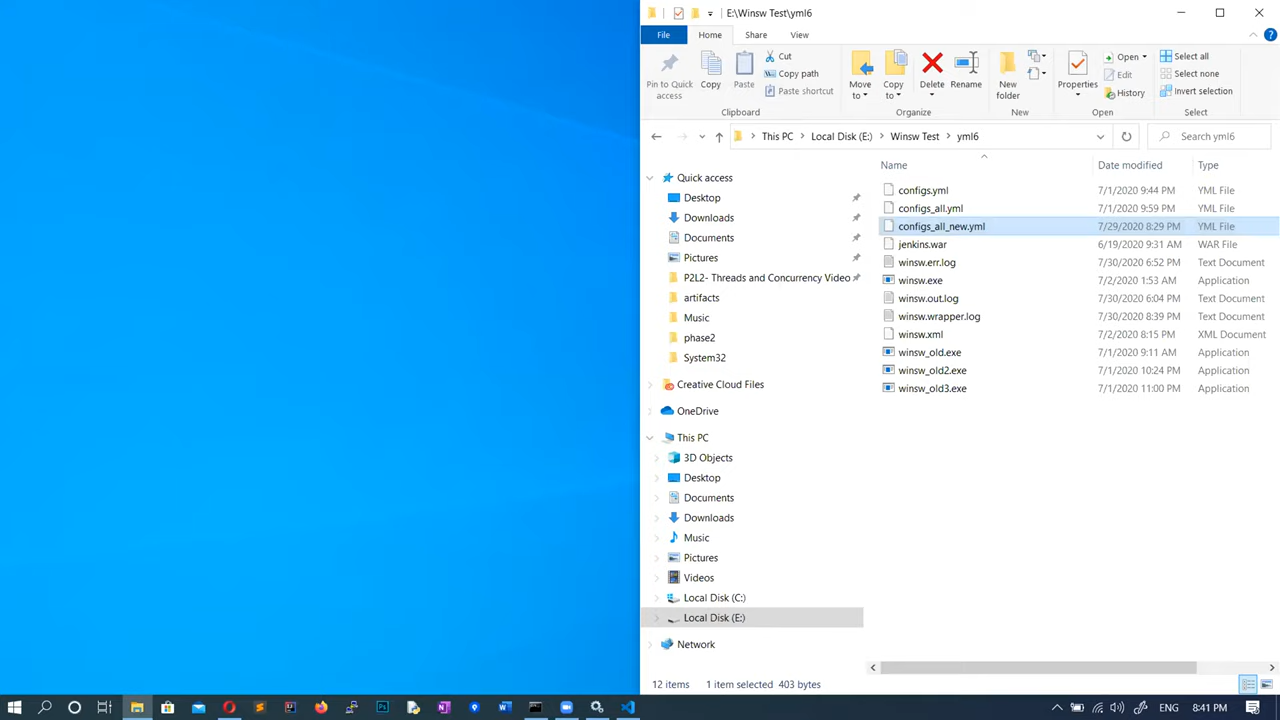 E:\Winsw Test\yml6
File Home Share View
Pin to Quick access
Copy
Paste
Cut
Copy path
Paste shortcut
Move to
Copy to
Delete
Rename
New folder
Properties
Open
Edit
History
Select all
Select none
Invert selection
Clipboard Organize New Open Select
This PC Local Disk (E:) Winsw Test yml6
Search yml6
Name Date modified Type
configs.yml 7/1/2020 9:44 PM YML File
configs_all.yml 7/1/2020 9:59 PM YML File
configs_all_new.yml 7/29/2020 8:29 PM YML File
jenkins.war 6/19/2020 9:31 AM WAR File
winsw.err.log 7/30/2020 6:52 PM Text Document
winsw.exe 7/2/2020 1:53 AM Application
winsw.out.log 7/30/2020 6:04 PM Text Document
winsw.wrapper.log 7/30/2020 8:39 PM Text Document
winsw.xml 7/2/2020 8:15 PM XML Document
winsw_old.exe 7/1/2020 9:11 AM Application
winsw_old2.exe 7/1/2020 10:24 PM Application
winsw_old3.exe 7/1/2020 11:00 PM Application
Quick access
Desktop
Downloads
Documents
Pictures
P2L2- Threads and Concurrency Video
artifacts
Music
phase2
System32
Creative Cloud Files
OneDrive
This PC
3D Objects
Desktop
Documents
Downloads
Music
Pictures
Videos
Local Disk (C:)
Local Disk (E:)
Network
12 items 1 item selected 403 bytes
8:41 PM